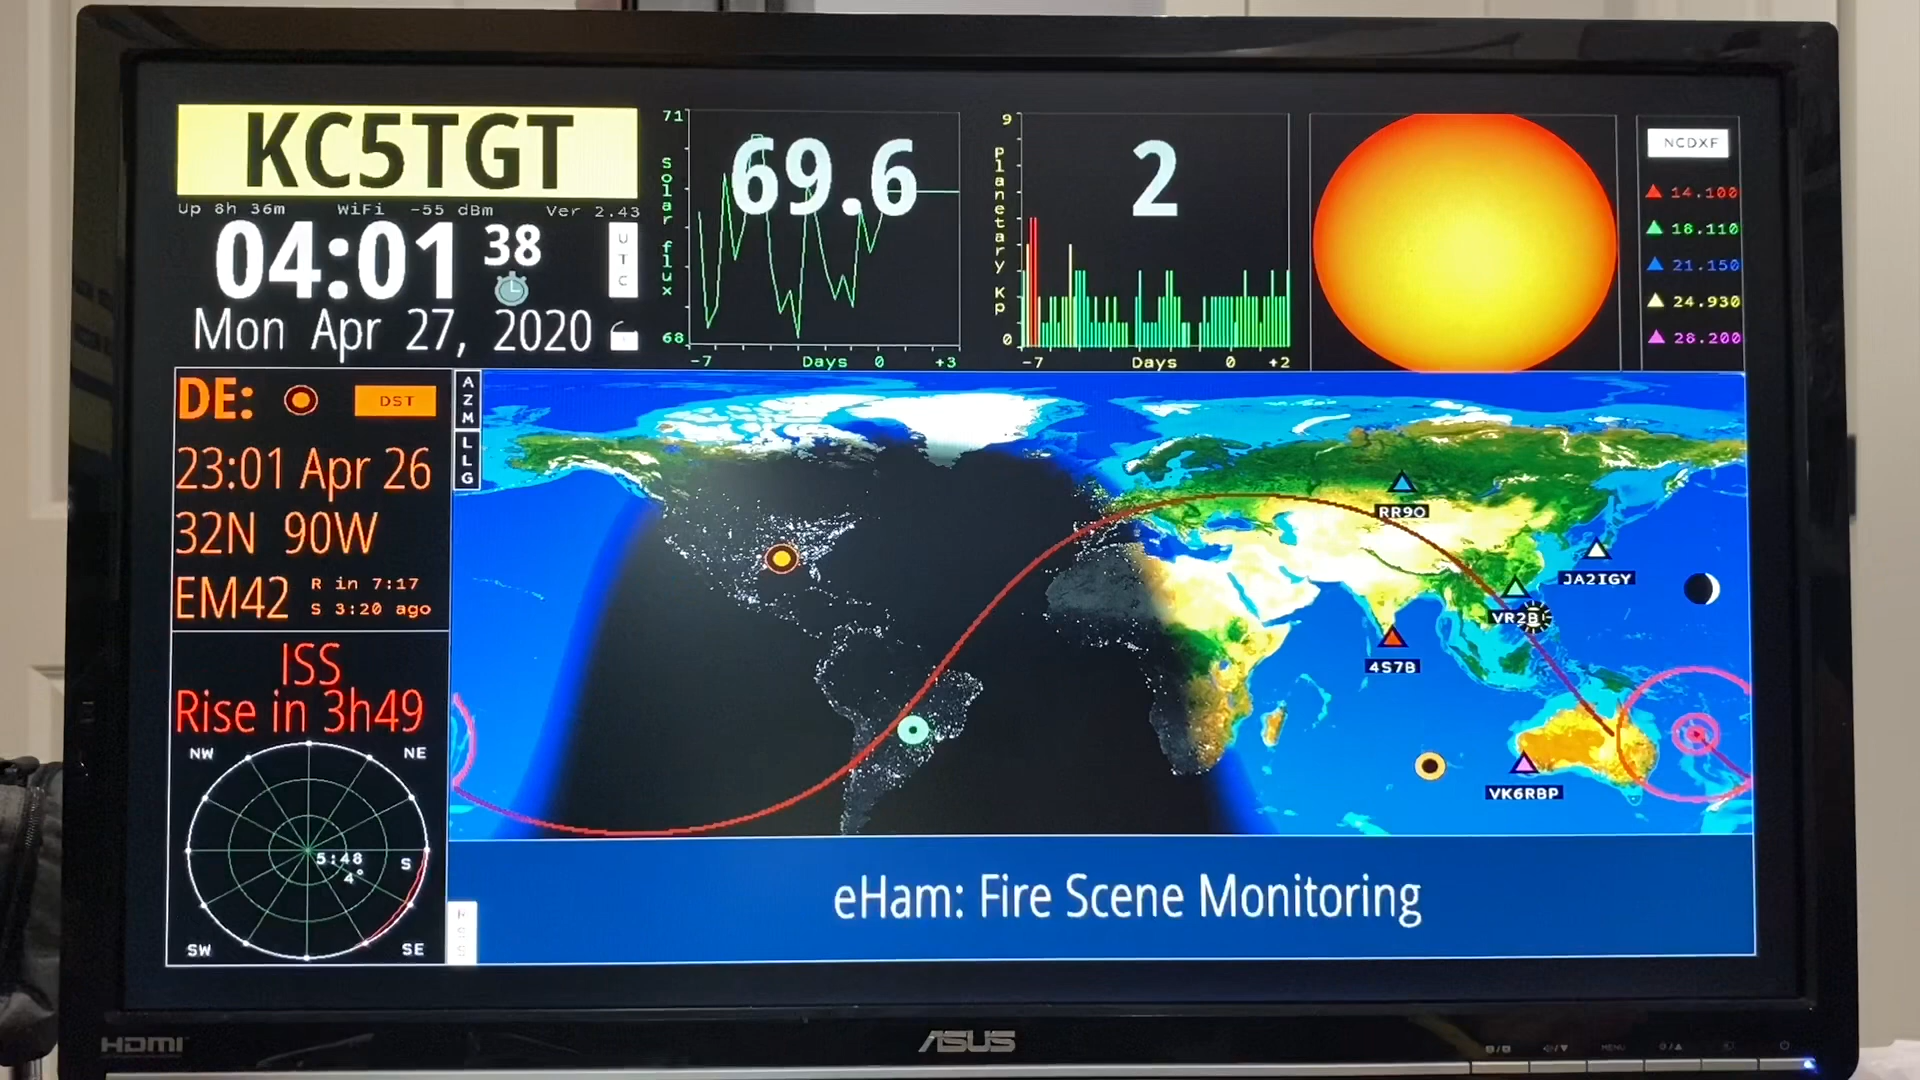 KC5TGT
Up 8h 36m WiFi -55 dBm Ver 2.43
04:01 38
UTC
Mon Apr 27, 2020
71
Solar flux
69.6
68
-7 Days 0 +3
9
Planetary Kp
2
0
-7 Days 0 +2
NCDXF
14.100
18.110
21.150
24.930
28.200
DE: DST
23:01 Apr 26
32N 90W
EM42 R in 7:17
S 3:20 ago
AZM
LLG
RR9O
JA2IGY
VR2B
4S7B
VK6RBP
ISS
Rise in 3h49
NW NE
5:48 S
4°
SW SE
RSS
eHam: Fire Scene Monitoring
HDMI
ASUS
MENU